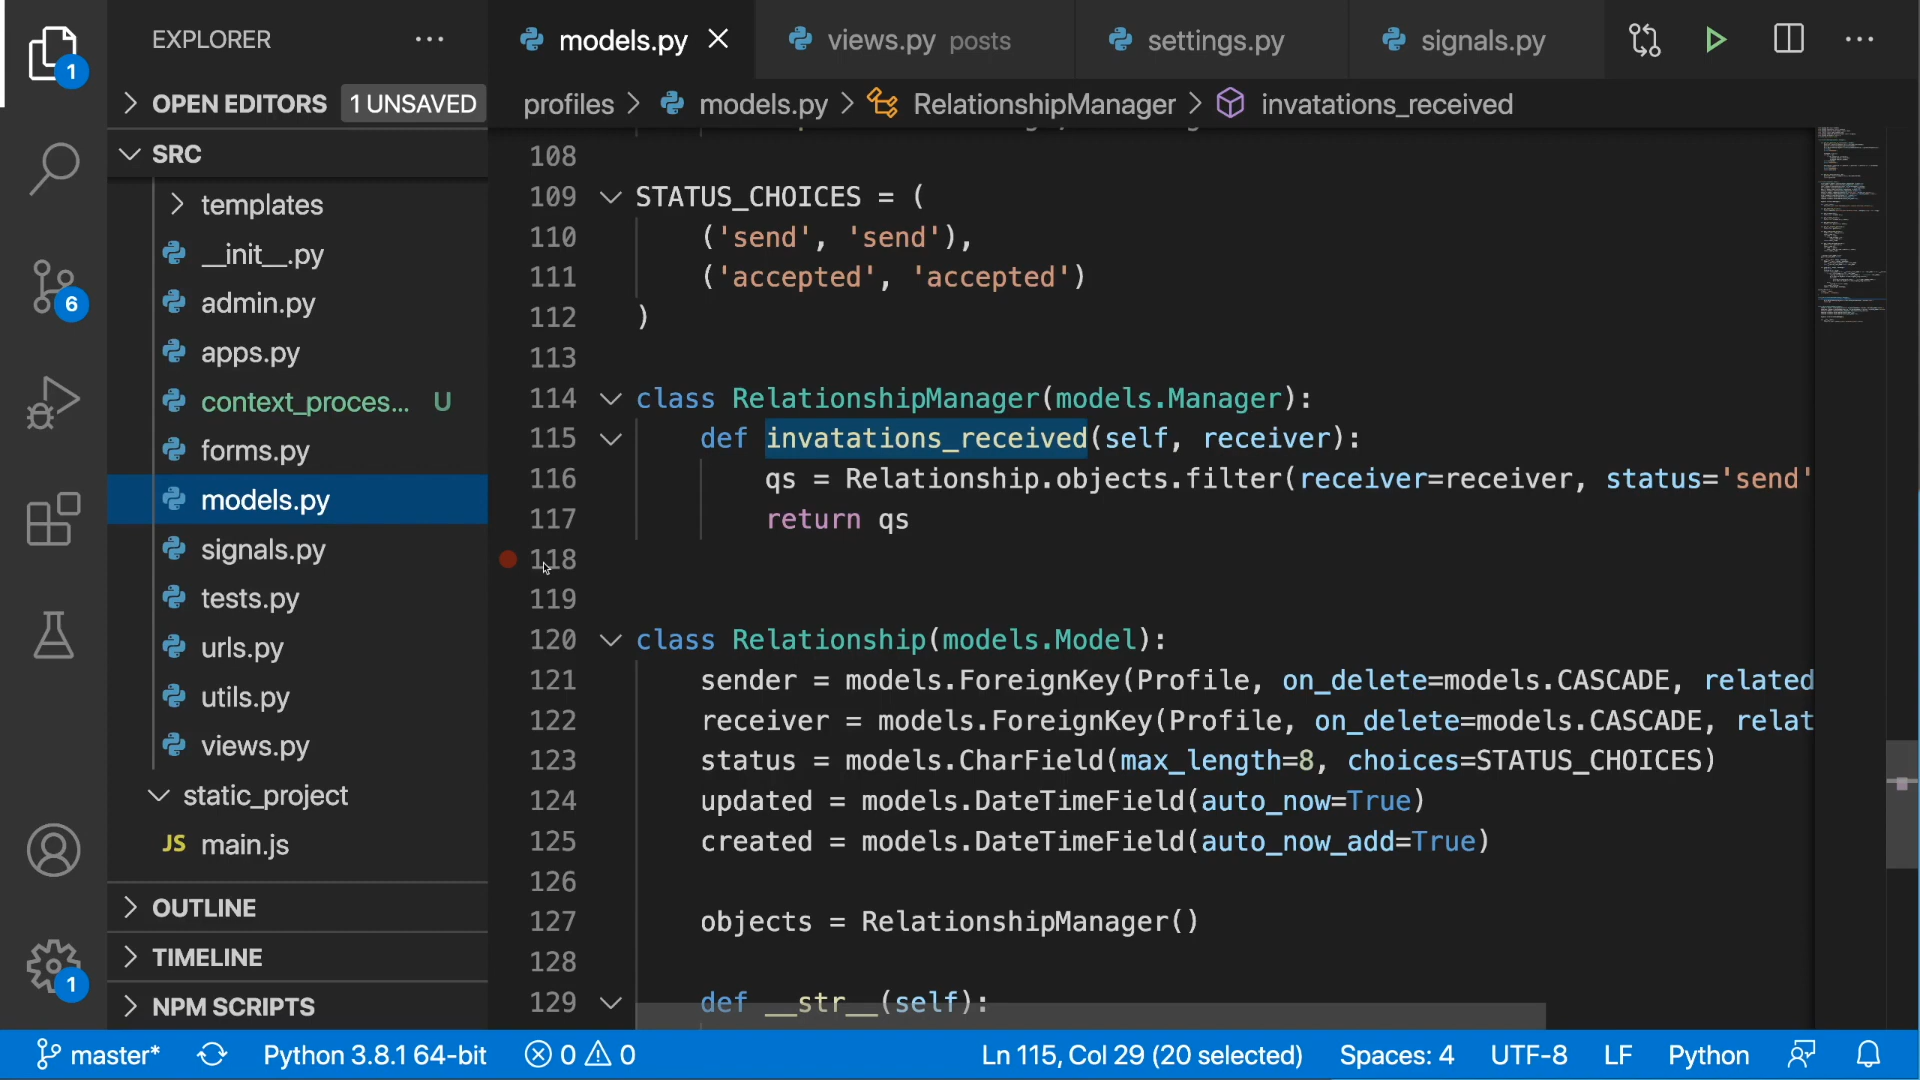 EXPLORER
models.py
views.py posts
settings.py
signals.py
1
OPEN EDITORS 1 UNSAVED
profiles > models.py > RelationshipManager > invatations_received
SRC
templates
__init__.py
admin.py
apps.py
context_proces... U
forms.py
models.py
signals.py
tests.py
urls.py
utils.py
views.py
static_project
JS main.js
OUTLINE
TIMELINE
NPM SCRIPTS
6
1
108
109 STATUS_CHOICES = (
110 ('send', 'send'),
111 ('accepted', 'accepted')
112 )
113
114 class RelationshipManager(models.Manager):
115 def invatations_received(self, receiver):
116 qs = Relationship.objects.filter(receiver=receiver, status='send'
117 return qs
118
119
120 class Relationship(models.Model):
121 sender = models.ForeignKey(Profile, on_delete=models.CASCADE, related
122 receiver = models.ForeignKey(Profile, on_delete=models.CASCADE, relat
123 status = models.CharField(max_length=8, choices=STATUS_CHOICES)
124 updated = models.DateTimeField(auto_now=True)
125 created = models.DateTimeField(auto_now_add=True)
126
127 objects = RelationshipManager()
128
129 def __str__(self):
master* Python 3.8.1 64-bit 0 0 Ln 115, Col 29 (20 selected) Spaces: 4 UTF-8 LF Python